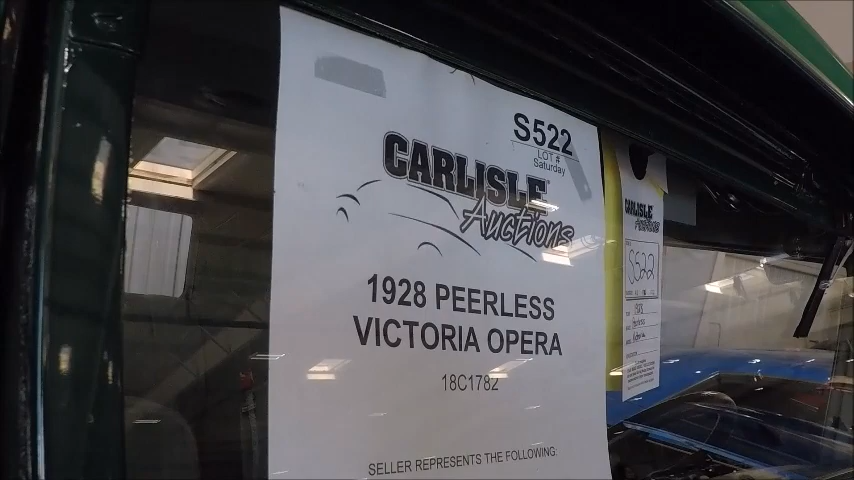 S522
LOT #
Saturday
CARLISLE
Auctions
1928 PEERLESS
VICTORIA OPERA
18C1782
SELLER REPRESENTS THE FOLLOWING:
CARLISLE
Auctions
S522